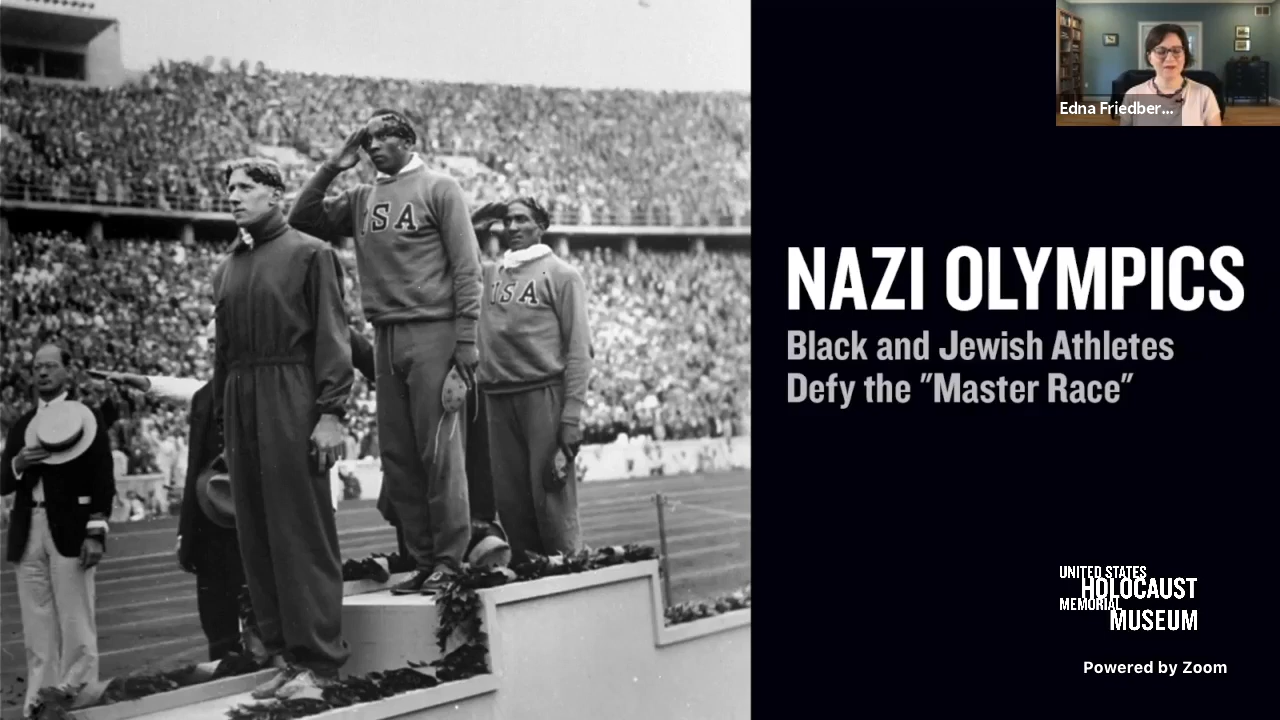 USA
USA
Edna Friedber...
NAZI OLYMPICS
Black and Jewish Athletes
Defy the "Master Race"
UNITED STATES
HOLOCAUST
MEMORIAL
MUSEUM
Powered by Zoom